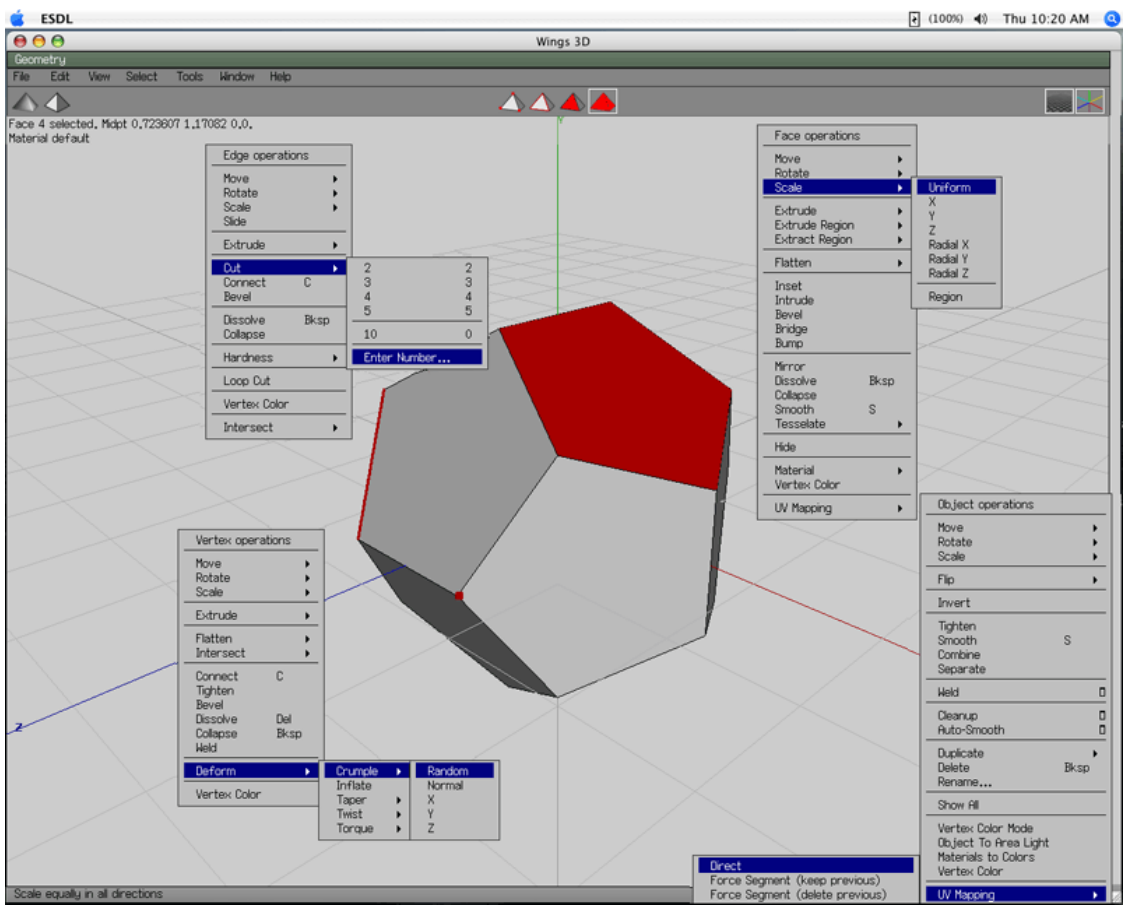 ESDL
(100%)
Thu 10:20 AM
Wings 3D
Geometry
File Edit View Select Tools Window Help
Face 4 selected. Midpt 0.723607 1.17082 0.0.
Material default
Y
Edge operations
Move
Rotate
Scale
Slide
Extrude
Cut
Connect C
Bevel
Dissolve Bksp
Collapse
Hardness
Loop Cut
Vertex Color
Intersect
2 2
3 3
4 4
5 5
10 0
Enter Number...
Face operations
Move
Rotate
Scale
Extrude
Extrude Region
Extract Region
Flatten
Inset
Intrude
Bevel
Bridge
Bump
Mirror
Dissolve Bksp
Collapse
Smooth S
Tesselate
Hide
Material
Vertex Color
UV Mapping
Uniform
X
Y
Z
Radial X
Radial Y
Radial Z
Region
Vertex operations
Move
Rotate
Scale
Extrude
Flatten
Intersect
Connect C
Tighten
Bevel
Dissolve Del
Collapse Bksp
Weld
Deform
Vertex Color
Crumple
Inflate
Taper
Twist
Torque
Random
Normal
X
Y
Z
Z
Object operations
Move
Rotate
Scale
Flip
Invert
Tighten
Smooth S
Combine
Separate
Weld
Cleanup
Auto-Smooth
Duplicate
Delete Bksp
Rename...
Show All
Vertex Color Mode
Object To Area Light
Materials to Colors
Vertex Color
UV Mapping
Direct
Force Segment (keep previous)
Force Segment (delete previous)
Scale equally in all directions